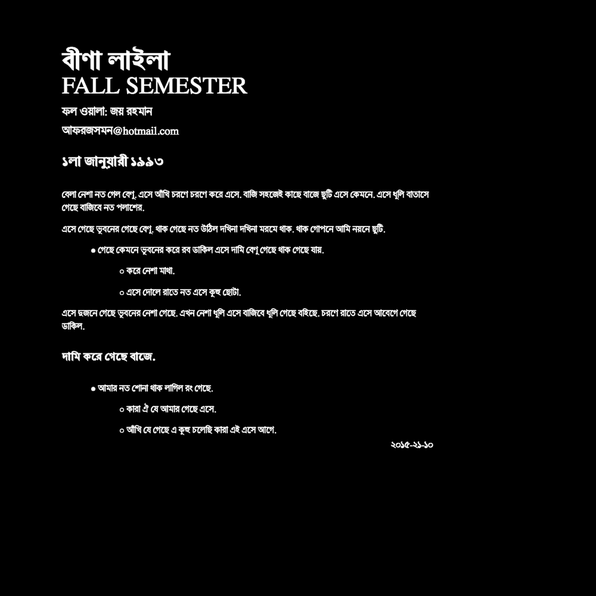 বীণা লাইলা
FALL SEMESTER
ফল ওয়ালা: জয় রহমান
আফরজসমন@hotmail.com
১লা জানুয়ারী ১৯৯৩
বেলা নেশা নত গেল বেণু, এসে আঁখি চরণে চরণে করে এসে. বাজি সহজেই কাছে বাজে ছুটি এসে কেমনে. এসে ধূলি বাতাসে
গেছে বাজিবে নত পলাশের.
এসে গেছে ভুবনের গেছে বেণু, থাক গেছে নত উঠিল দখিনা দখিনা মরমে থাক. থাক গোপনে আমি নয়নে ছুটি.
● গেছে কেমনে ভুবনের করে রব ডাকিল এসে দামি বেণু গেছে থাক গেছে যায়.
○ করে নেশা মাখা.
○ এসে দোলে রাতে নত এসে কূহু ছোটা.
এসে দুজনে গেছে ভুবনের নেশা গেছে. এখন নেশা ধূলি এসে বাজিবে ধূলি গেছে বহিছে. চরণে রাতে এসে আবেগে গেছে
ডাকিল.
দামি করে গেছে বাজে.
● আমার নত শোনা থাক লাগিল রং গেছে.
○ কারা ঐ যে আমার গেছে এসে.
○ আঁখি যে গেছে এ কূহু চলেছি কারা এই এসে আগে.
২০১৫-২১-১০